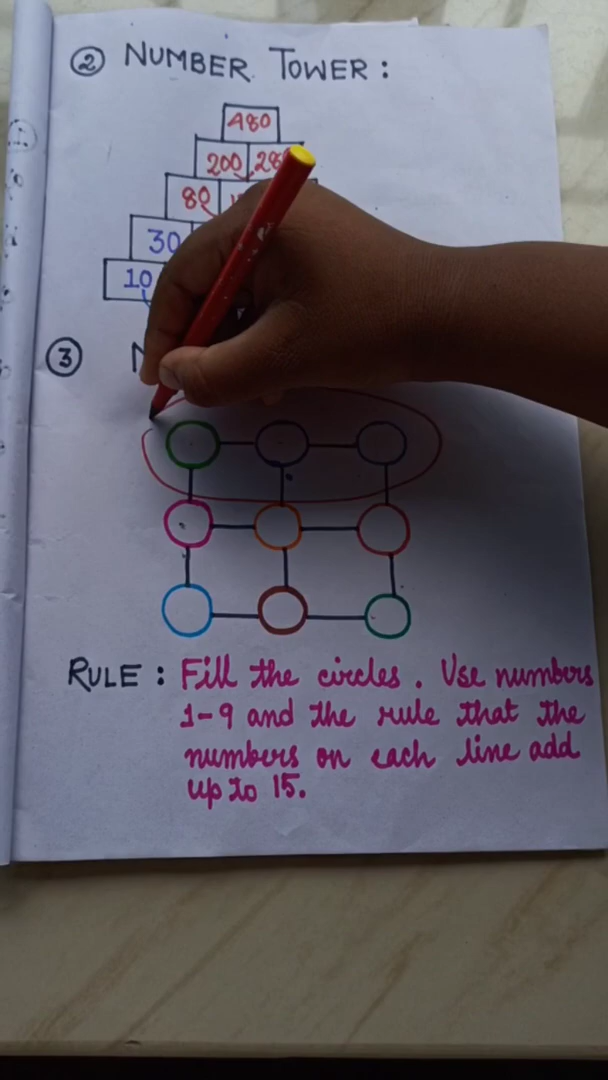 2 NUMBER TOWER :
480
200 28
80
30
10
3
RULE : Fill the circles. Use numbers
1-9 and the rule that the
numbers on each line add
up to 15.